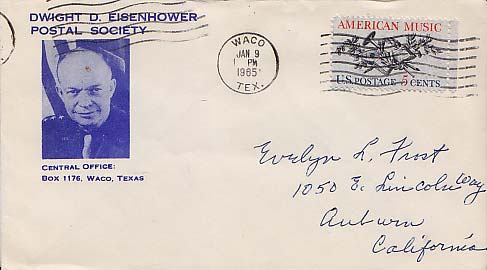 DWIGHT D. EISENHOWER
POSTAL SOCIETY
CENTRAL OFFICE:
BOX 1176, WACO, TEXAS
WACO
JAN 9
PM
1965
TEX.
AMERICAN MUSIC
U.S. POSTAGE 5 CENTS
Evelyn L. Frost
1050 E. Lincoln Way
Auburn
California